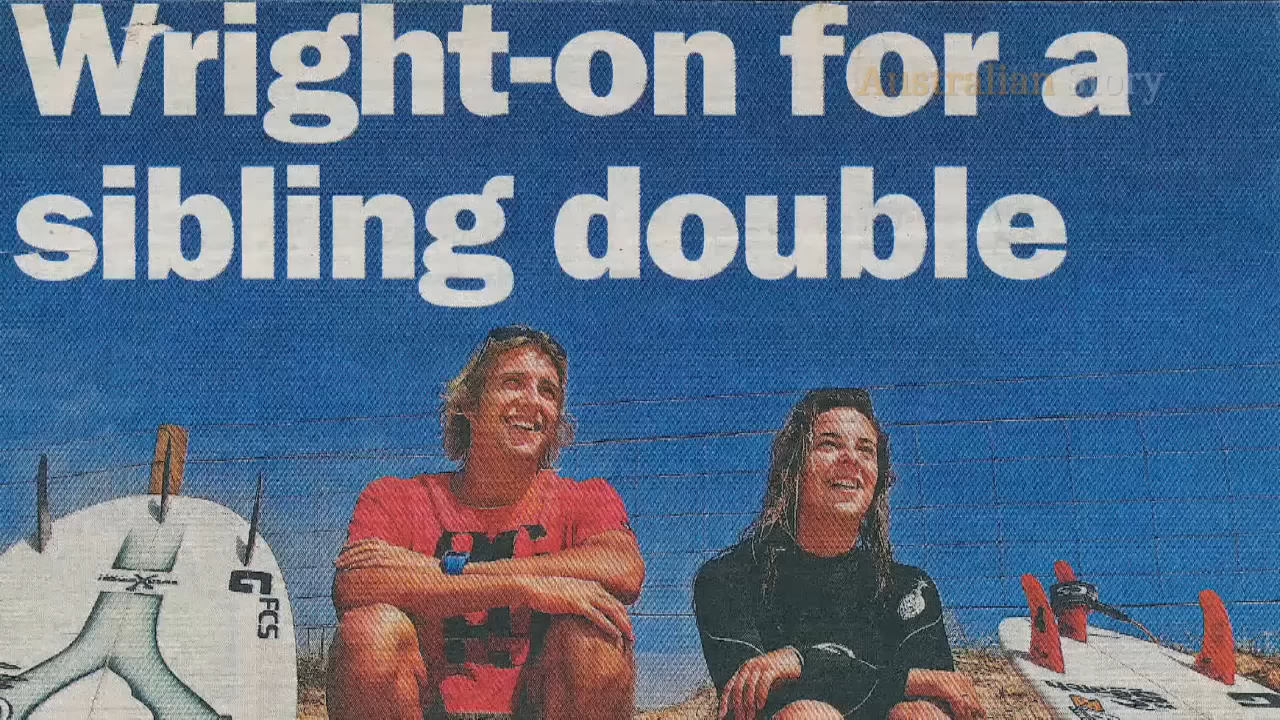 Wright-on for a
Australian Story
sibling double
G
FCS